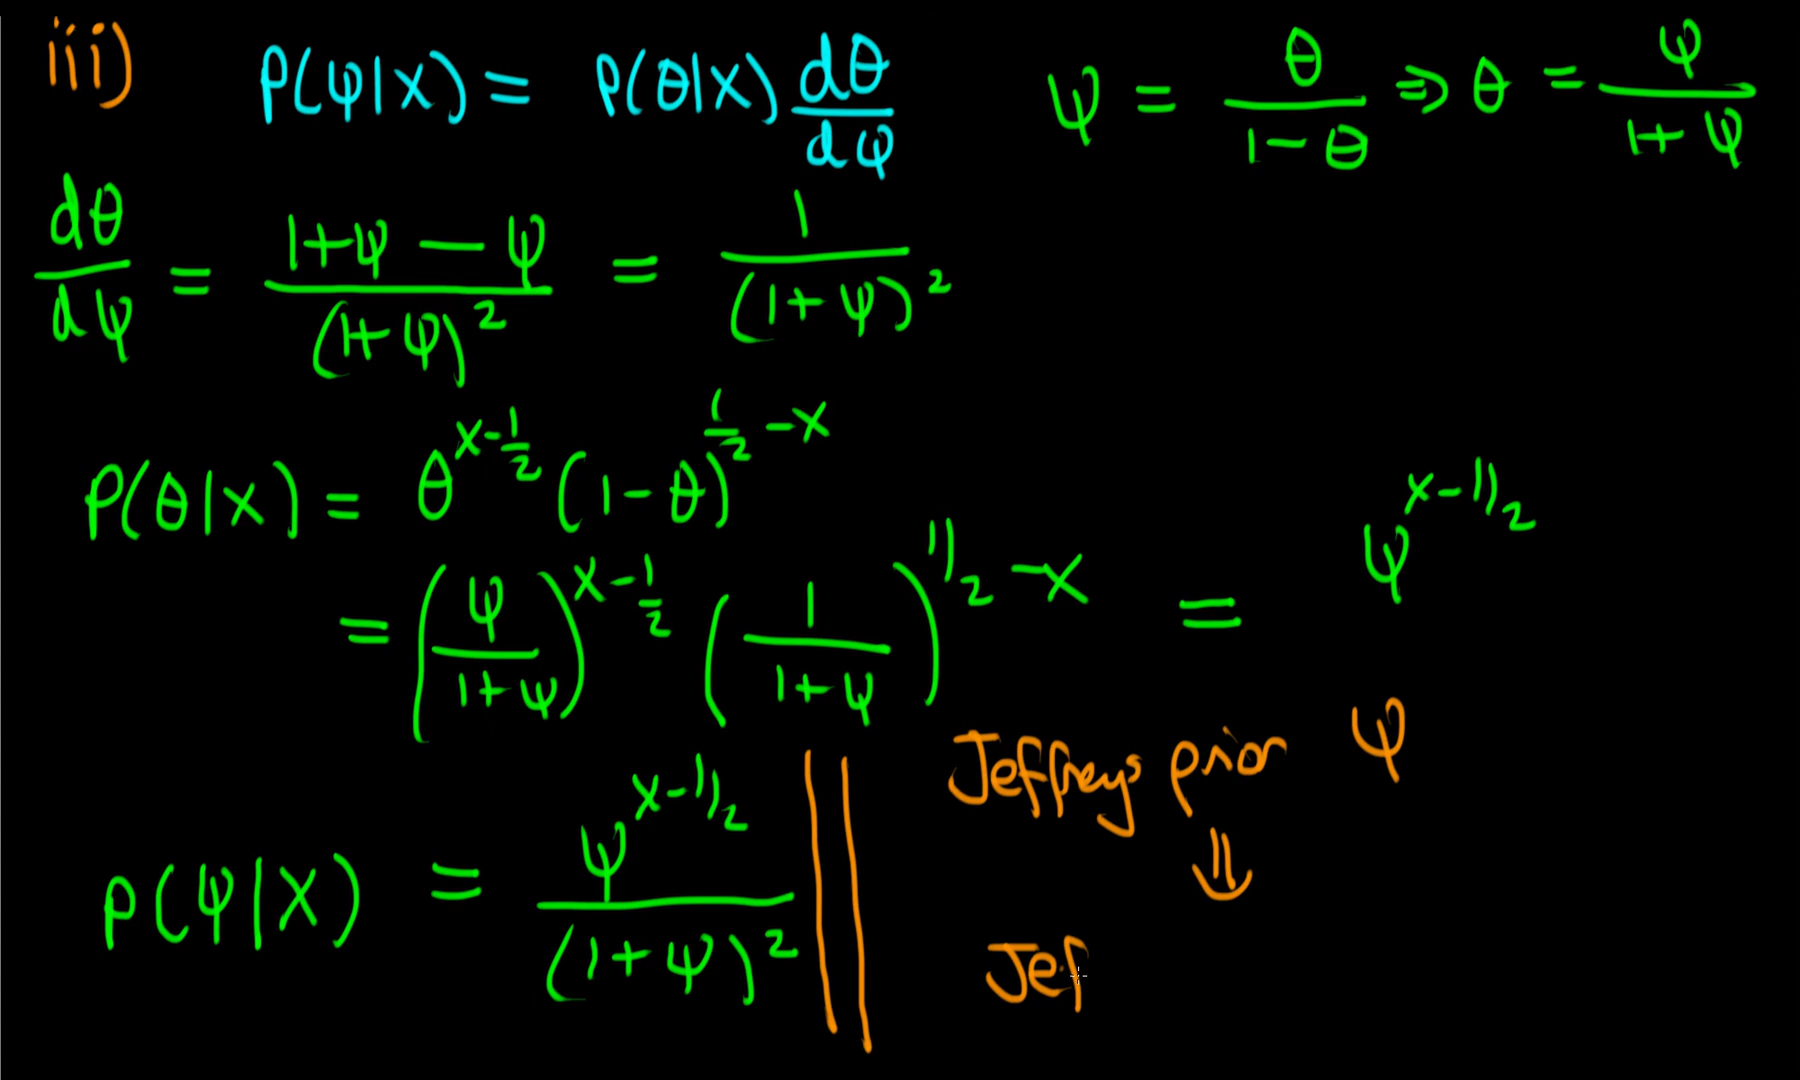 iii) P(ψ|X) = P(θ|X) dθ/dψ ψ = θ/(1-θ) ⇒ θ = ψ/(1+ψ)
dθ/dψ = (1+ψ-ψ)/(1+ψ)² = 1/(1+ψ)²
P(θ|X) = θ^(x-1/2) (1-θ)^(1/2-x)
= (ψ/(1+ψ))^(x-1/2) (1/(1+ψ))^(1/2-x) = ψ^(x-1/2)
P(ψ|X) = ψ^(x-1/2)/(1+ψ)²
Jeffreys prior ψ
⇓
Jef